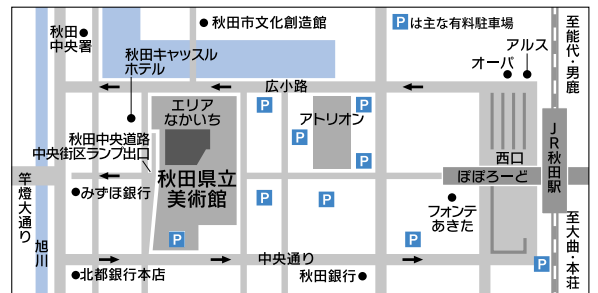 秋田市文化創造館
Pは主な有料駐車場
至能代・男鹿
秋田
中央署
秋田キャッスル
ホテル
アルス
オーパ
広小路
エリア
なかいち
P
P
アトリオン
P
P
秋田中央道路
中央街区ランプ出口
西口
JR秋田駅
ぽぽろーど
竿燈大通り
みずほ銀行
秋田県立
美術館
P
P
フォンテ
あきた
P
P
至大曲・本荘
旭川
中央通り
P
北都銀行本店
秋田銀行